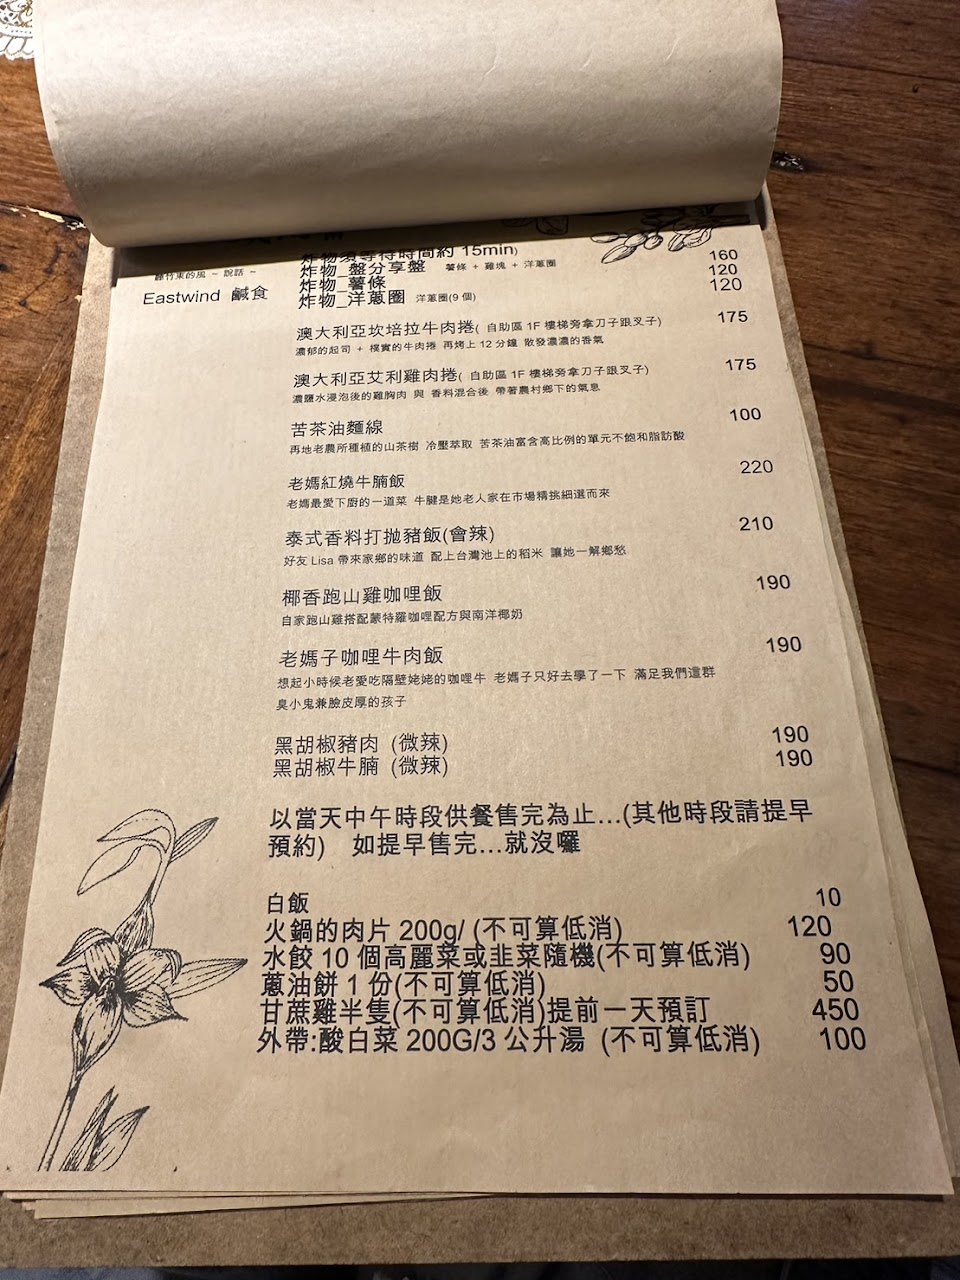 炸物須等待時間約 15min)
炸物_盤分享盤 薯條 + 雞塊 + 洋蔥圈 160
聽竹東的風 ~ 說話 ~
炸物_薯條 120
Eastwind 鹹食
炸物_洋蔥圈 洋蔥圈(9 個) 120
澳大利亞坎培拉牛肉捲( 自助區 1F 樓梯旁拿刀子跟叉子) 175
濃郁的起司 + 樸實的牛肉捲 再烤上 12 分鐘 散發濃濃的香氣
澳大利亞艾利雞肉捲( 自助區 1F 樓梯旁拿刀子跟叉子) 175
濃鹽水浸泡後的雞胸肉 與 香料混合後 帶著農村鄉下的氣息
苦茶油麵線 100
再地老農所種植的山茶樹 冷壓萃取 苦茶油富含高比例的單元不飽和脂肪酸
老媽紅燒牛腩飯 220
老媽最愛下廚的一道菜 牛腱是她老人家在市場精挑細選而來
泰式香料打拋豬飯(會辣) 210
好友 Lisa 帶來家鄉的味道 配上台灣池上的稻米 讓她一解鄉愁
椰香跑山雞咖哩飯 190
自家跑山雞搭配蒙特羅咖哩配方與南洋椰奶
老媽子咖哩牛肉飯 190
想起小時候老愛吃隔壁姥姥的咖哩牛 老媽子只好去學了一下 滿足我們這群
臭小鬼兼臉皮厚的孩子
黑胡椒豬肉 (微辣) 190
黑胡椒牛腩 (微辣) 190
以當天中午時段供餐售完為止...(其他時段請提早
預約) 如提早售完...就沒囉
白飯 10
火鍋的肉片 200g/ (不可算低消) 120
水餃 10 個高麗菜或韭菜隨機(不可算低消) 90
蔥油餅 1 份(不可算低消) 50
甘蔗雞半隻(不可算低消)提前一天預訂 450
外帶:酸白菜 200G/3 公升湯 (不可算低消) 100